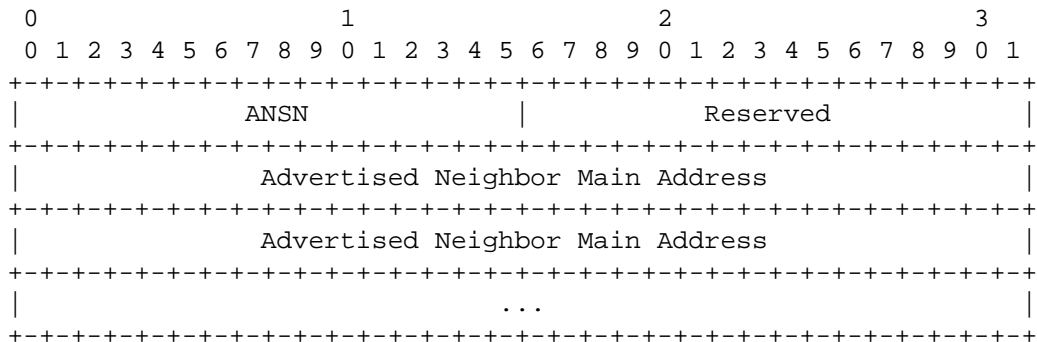 0                   1                   2                   3
 0 1 2 3 4 5 6 7 8 9 0 1 2 3 4 5 6 7 8 9 0 1 2 3 4 5 6 7 8 9 0 1
+-+-+-+-+-+-+-+-+-+-+-+-+-+-+-+-+-+-+-+-+-+-+-+-+-+-+-+-+-+-+-+-+
|              ANSN             |           Reserved            |
+-+-+-+-+-+-+-+-+-+-+-+-+-+-+-+-+-+-+-+-+-+-+-+-+-+-+-+-+-+-+-+-+
|               Advertised Neighbor Main Address                |
+-+-+-+-+-+-+-+-+-+-+-+-+-+-+-+-+-+-+-+-+-+-+-+-+-+-+-+-+-+-+-+-+
|               Advertised Neighbor Main Address                |
+-+-+-+-+-+-+-+-+-+-+-+-+-+-+-+-+-+-+-+-+-+-+-+-+-+-+-+-+-+-+-+-+
|                              ...                              |
+-+-+-+-+-+-+-+-+-+-+-+-+-+-+-+-+-+-+-+-+-+-+-+-+-+-+-+-+-+-+-+-+